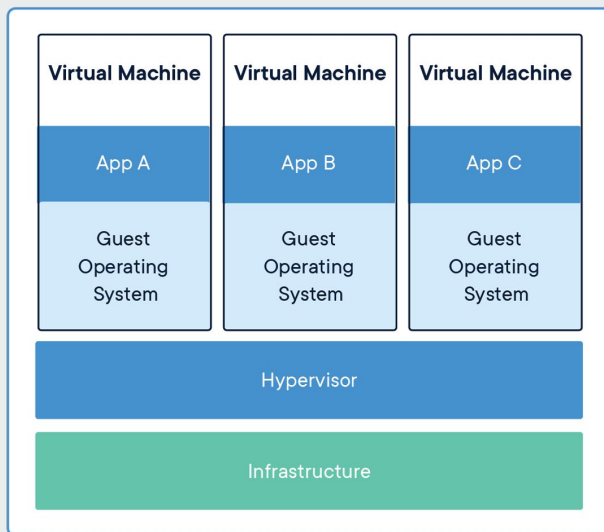 Virtual Machine
Virtual Machine
Virtual Machine
App A
App B
App C
Guest
Operating
System
Guest
Operating
System
Guest
Operating
System
Hypervisor
Infrastructure